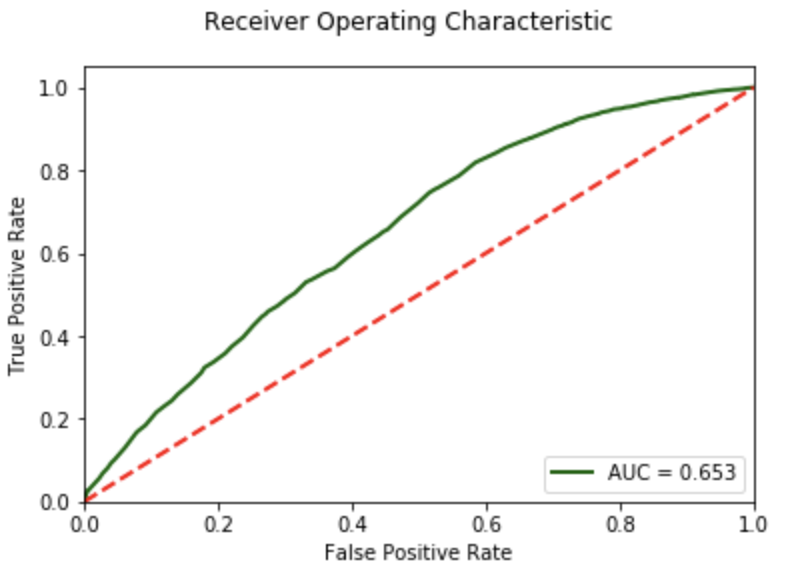 Receiver Operating Characteristic
1.0
0.8
0.6
0.4
0.2
0.0
True Positive Rate
AUC = 0.653
0.0 0.2 0.4 0.6 0.8 1.0
False Positive Rate